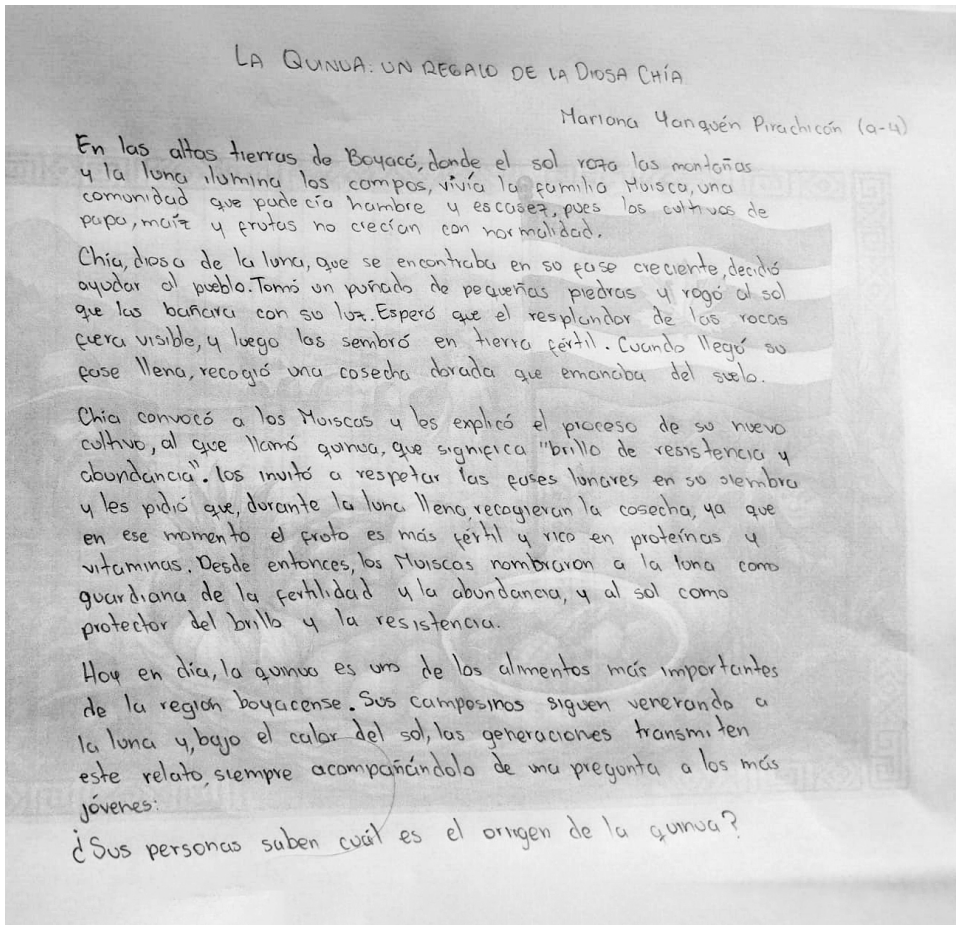 LA QUINUA: UN REGALO DE LA DIOSA CHÍA
Mariana Yanquén Pirachicón (9-4)
En las altas tierras de Boyacá, donde el sol roza las montañas
y la luna ilumina los campos, vivía la familia Muisca, una
comunidad que padecía hambre y escasez, pues los cultivos de
papa, maíz y frutas no crecían con normalidad.
Chía, diosa de la luna, que se encontraba en su fase creciente, decidió
ayudar al pueblo. Tomó un puñado de pequeñas piedras y rogó al sol
que las bañara con su luz. Esperó que el resplandor de las rocas
fuera visible, y luego las sembró en tierra fértil. Cuando llegó su
fase llena, recogió una cosecha dorada que emanaba del suelo.
Chía convocó a los Muiscas y les explicó el proceso de su nuevo
cultivo, al que llamó quinua, que significa "brillo de resistencia y
abundancia". Los invitó a respetar las fases lunares en su siembra
y les pidió que, durante la luna llena, recogieran la cosecha, ya que
en ese momento el fruto es más fértil y rico en proteínas y
vitaminas. Desde entonces, los Muiscas nombraron a la luna como
guardiana de la fertilidad y la abundancia, y al sol como
protector del brillo y la resistencia.
Hoy en día, la quinua es uno de los alimentos más importantes
de la región boyacense. Sus campesinos siguen venerando a
la luna y, bajo el calor del sol, las generaciones transmiten
este relato, siempre acompañándolo de una pregunta a los más
jóvenes:
¿Sus personas saben cuál es el origen de la quinua?